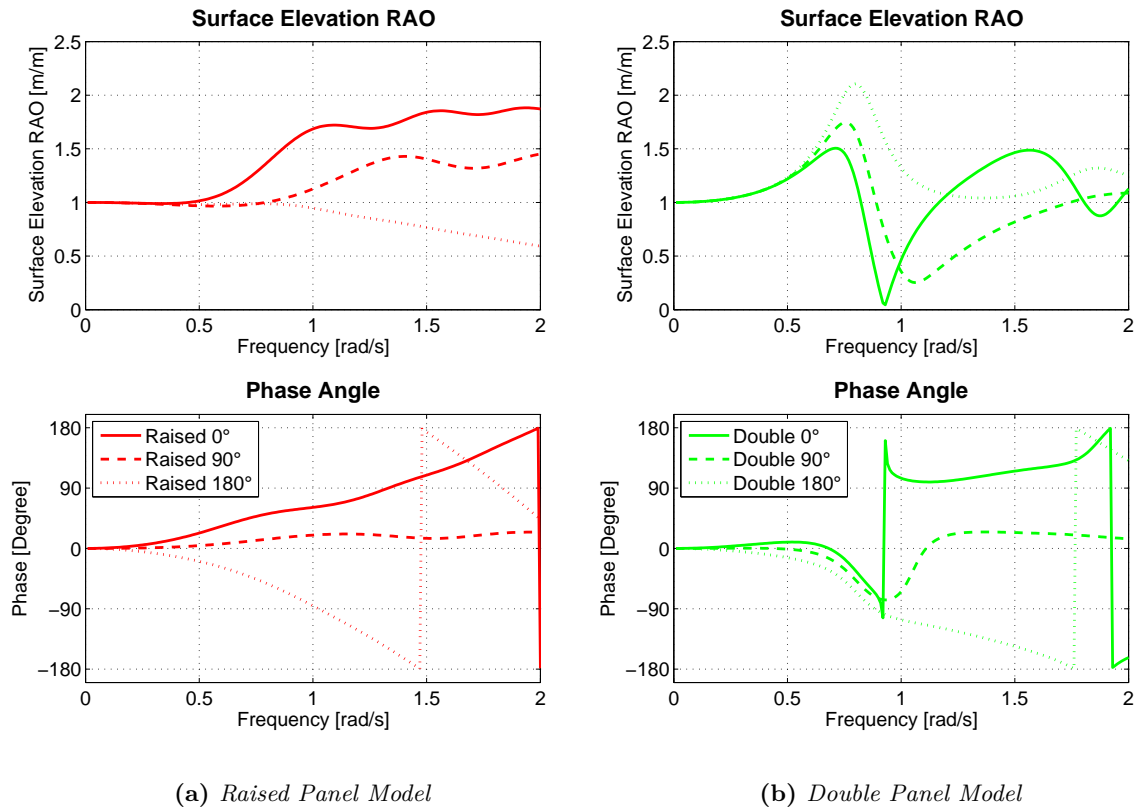 Surface Elevation RAO
Surface Elevation RAO [m/m]
2.5
2
1.5
1
0.5
0
0 0.5 1 1.5 2
Frequency [rad/s]
Surface Elevation RAO
Surface Elevation RAO [m/m]
2.5
2
1.5
1
0.5
0
0 0.5 1 1.5 2
Frequency [rad/s]
Phase Angle
Phase [Degree]
180
90
0
−90
−180
Raised 0°
Raised 90°
Raised 180°
0 0.5 1 1.5 2
Frequency [rad/s]
Phase Angle
Phase [Degree]
180
90
0
−90
−180
Double 0°
Double 90°
Double 180°
0 0.5 1 1.5 2
Frequency [rad/s]
(a) Raised Panel Model
(b) Double Panel Model